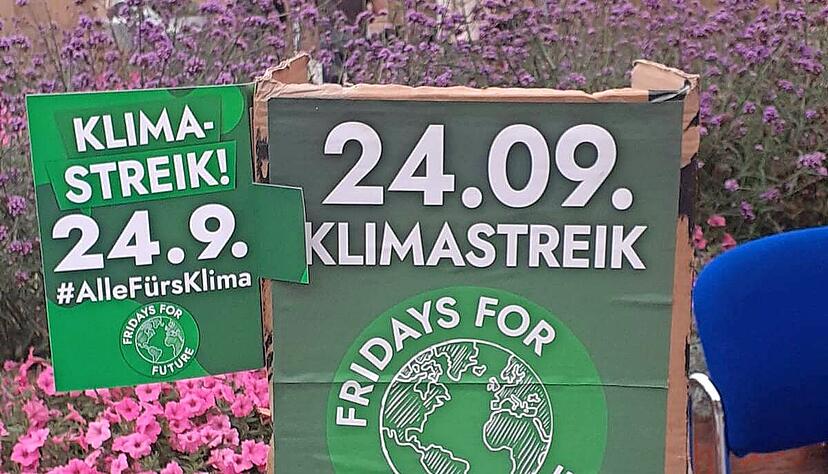 KLIMA-
STREIK!
24.9.
#AlleFürsKlima
FRIDAYS FOR
FUTURE
24.09.
KLIMASTREIK
FRIDAYS FOR